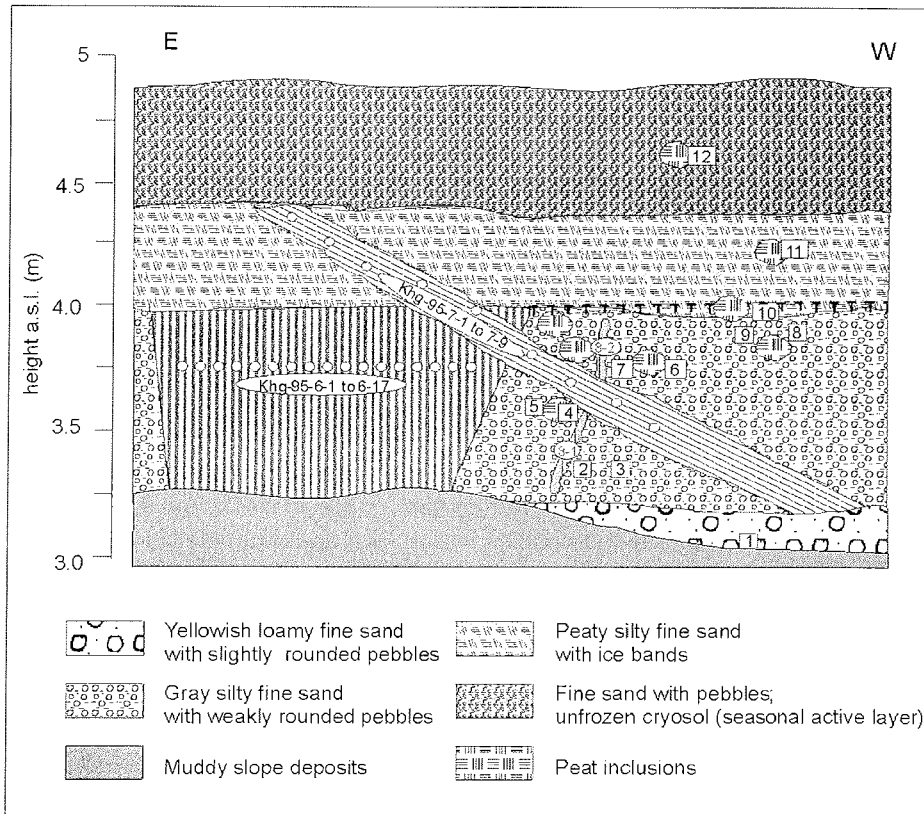 E
W
5
4.5
4.0
3.5
3.0
height a.s.l. (m)
12
11
10
9
8
7
6
5
4
2
3
1
Khg-95-7-1 to 7-9
Khg-95-6-1 to 6-17
Yellowish loamy fine sand
with slightly rounded pebbles
Gray silty fine sand
with weakly rounded pebbles
Muddy slope deposits
Peaty silty fine sand
with ice bands
Fine sand with pebbles;
unfrozen cryosol (seasonal active layer)
Peat inclusions